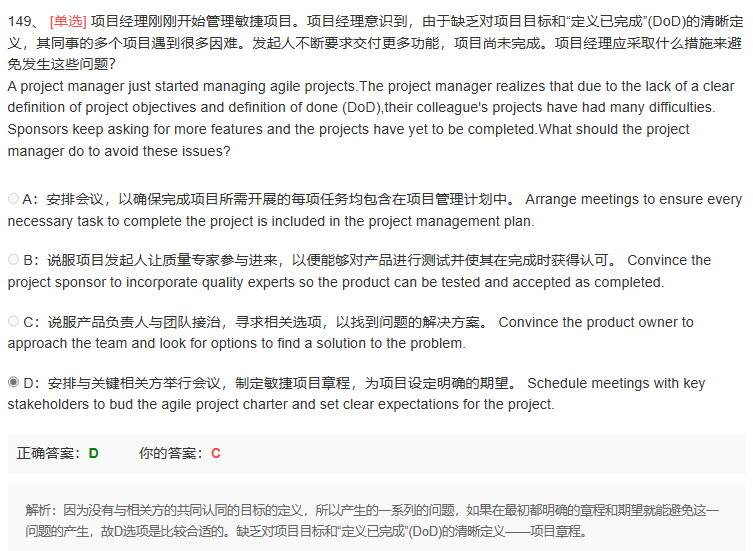 149、 [单选] 项目经理刚刚开始管理敏捷项目。项目经理意识到，由于缺乏对项目目标和“定义已完成”(DoD)的清晰定
义，其同事的多个项目遇到很多困难。发起人不断要求交付更多功能，项目尚未完成。项目经理应采取什么措施来避
免发生这些问题？
A project manager just started managing agile projects.The project manager realizes that due to the lack of a clear
definition of project objectives and definition of done (DoD),their colleague's projects have had many difficulties.
Sponsors keep asking for more features and the projects have yet to be completed.What should the project
manager do to avoid these issues?
A：安排会议，以确保完成项目所需开展的每项任务均包含在项目管理计划中。 Arrange meetings to ensure every
necessary task to complete the project is included in the project management plan.
B：说服项目发起人让质量专家参与进来，以便能够对产品进行测试并使其在完成时获得认可。 Convince the
project sponsor to incorporate quality experts so the product can be tested and accepted as completed.
C：说服产品负责人与团队接洽，寻求相关选项，以找到问题的解决方案。 Convince the product owner to
approach the team and look for options to find a solution to the problem.
D：安排与关键相关方举行会议，制定敏捷项目章程，为项目设定明确的期望。 Schedule meetings with key
stakeholders to bud the agile project charter and set clear expectations for the project.
正确答案：D 你的答案：C
解析：因为没有与相关方的共同认同的目标的定义，所以产生的一系列的问题，如果在最初都明确的章程和期望就能避免这一
问题的产生，故D选项是比较合适的。缺乏对项目目标和“定义已完成”(DoD)的清晰定义——项目章程。